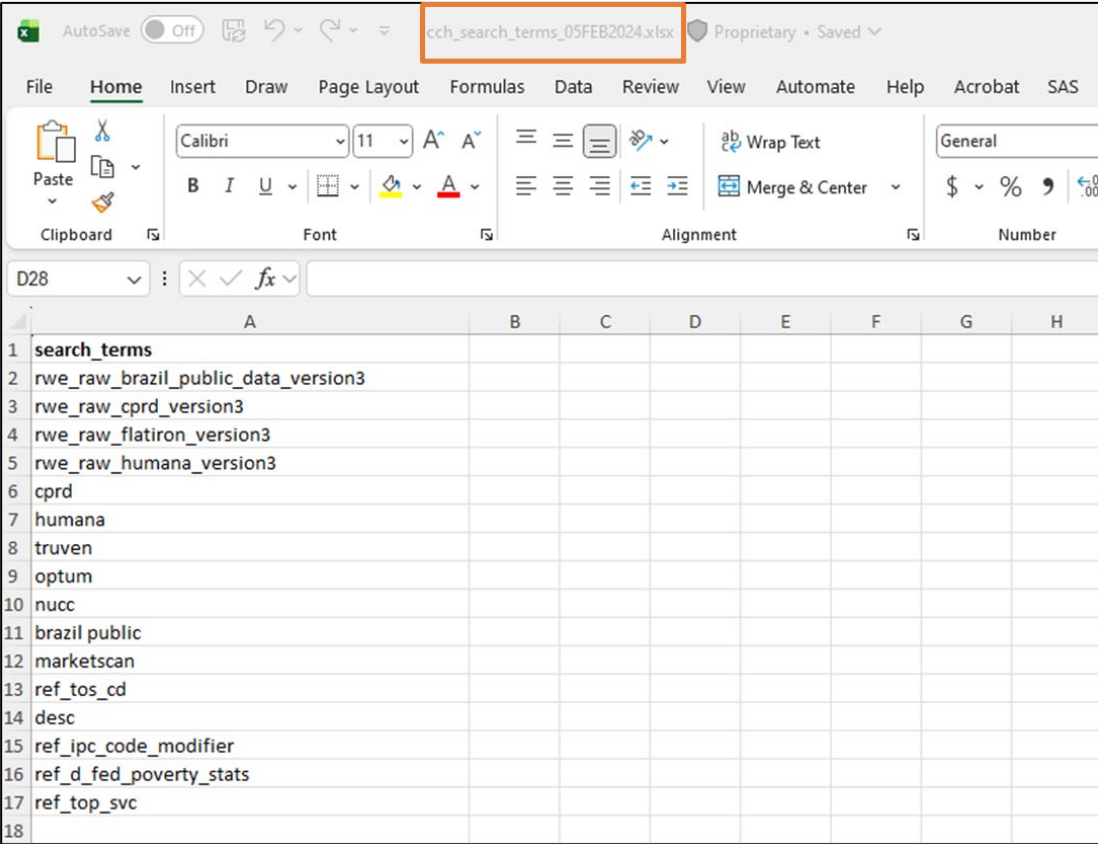 AutoSave Off cch_search_terms_05FEB2024.xlsx Proprietary • Saved
File Home Insert Draw Page Layout Formulas Data Review View Automate Help Acrobat SAS
Calibri 11 A^ A˅ ab Wrap Text General
Paste B I U A Merge & Center $ % 9 .00
Clipboard Font Alignment Number
D28 fx
A B C D E F G H
1 search_terms
2 rwe_raw_brazil_public_data_version3
3 rwe_raw_cprd_version3
4 rwe_raw_flatiron_version3
5 rwe_raw_humana_version3
6 cprd
7 humana
8 truven
9 optum
10 nucc
11 brazil public
12 marketscan
13 ref_tos_cd
14 desc
15 ref_ipc_code_modifier
16 ref_d_fed_poverty_stats
17 ref_top_svc
18